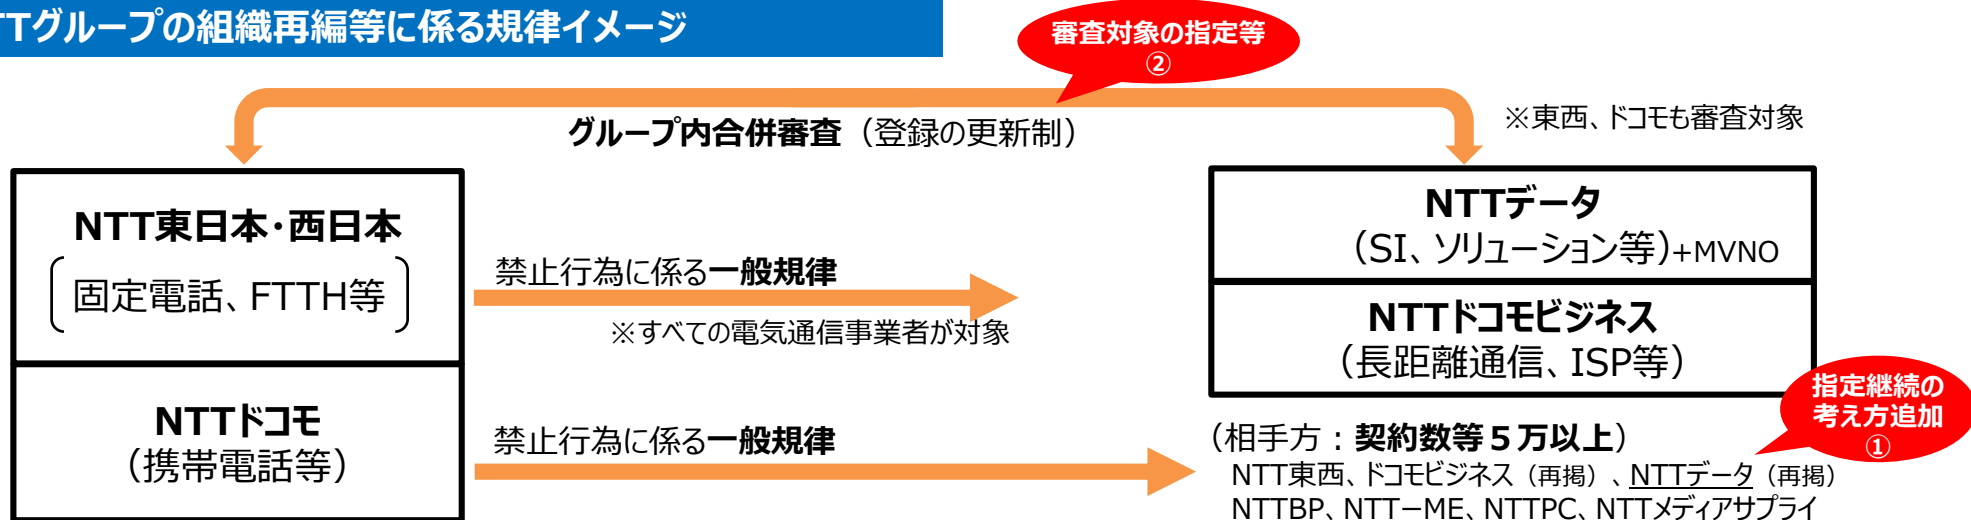 Tグループの組織再編等に係る規律イメージ
審査対象の指定等
②
グループ内合併審査（登録の更新制）
※東西、ドコモも審査対象
NTT東日本・西日本
固定電話、FTTH等
NTTドコモ
（携帯電話等）
禁止行為に係る一般規律
※すべての電気通信事業者が対象
禁止行為に係る一般規律
NTTデータ
（SI、ソリューション等）+MVNO
NTTドコモビジネス
（長距離通信、ISP等）
指定継続の
考え方追加
①
（相手方：契約数等５万以上）
NTT東西、ドコモビジネス（再掲）、NTTデータ（再掲）
NTTBP、NTTーME、NTTPC、NTTメディアサプライ